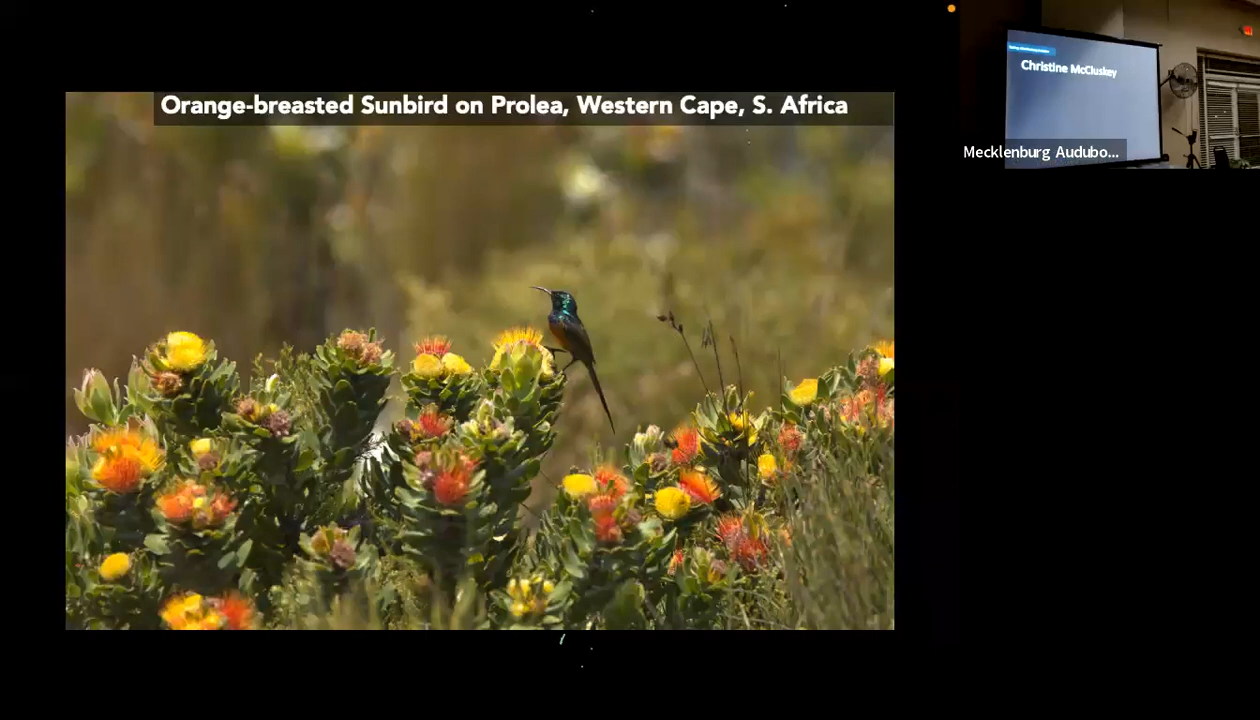 Orange-breasted Sunbird on Prolea, Western Cape, S. Africa
Christine McCluskey
Mecklenburg Audubo...